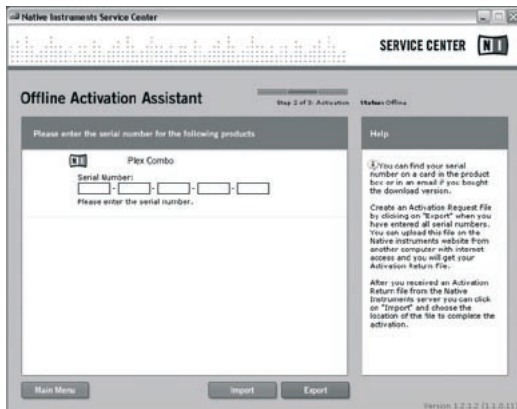 Native Instruments Service Center
SERVICE CENTER
Offline Activation Assistant
Step 2 of 3: Activation
Status: Offline
Please enter the serial number for the following products
Plex Combo
Serial Number:
- - - -
Please enter the serial number.
Help
You can find your serial
number on a card in the product
box or in an email if you bought
the download version.
Create an Activation Request file
by clicking on "Export" when you
have entered all serial numbers.
You can upload this file on the
Native instruments website from
another computer with internet
access and you will get your
Activation Return file.
After you received an Activation
Return file from the Native
Instruments server you can click
on "Import" and choose the
location of the file to complete the
activation.
Main Menu
Import
Export
Version 1.2.1.2